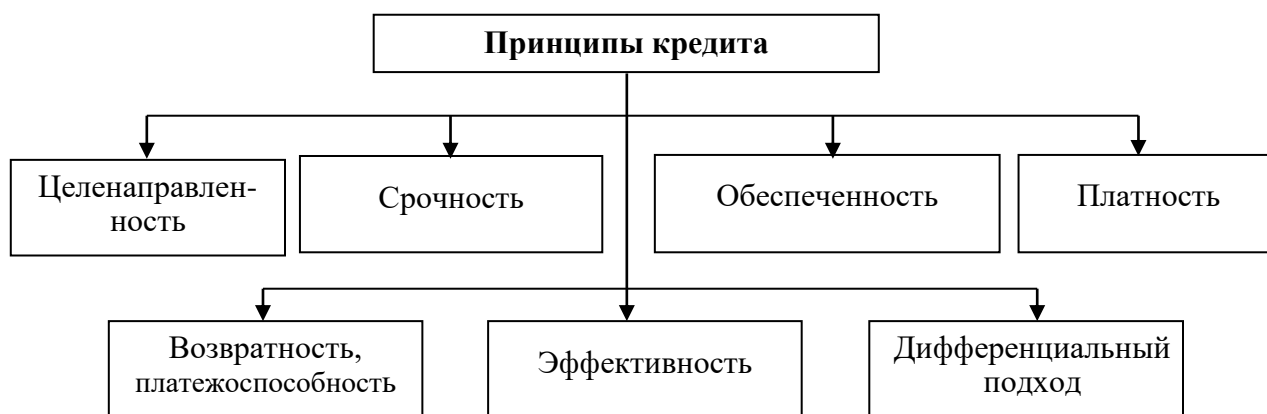 Принципы кредита
Целенаправлен-
ность
Срочность
Обеспеченность
Платность
Возвратность,
платежоспособность
Эффективность
Дифференциальный
подход